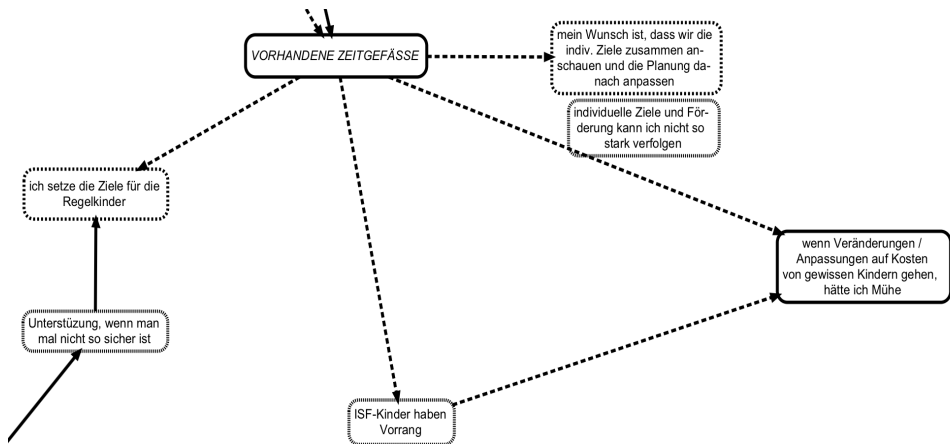 VORHANDENE ZEITGEFÄSSE
mein Wunsch ist, dass wir die
indiv. Ziele zusammen an-
schauen und die Planung da-
nach anpassen
individuelle Ziele und För-
derung kann ich nicht so
stark verfolgen
ich setze die Ziele für die
Regelkinder
wenn Veränderungen /
Anpassungen auf Kosten
von gewissen Kindern gehen,
hätte ich Mühe
Unterstüzung, wenn man
mal nicht so sicher ist
ISF-Kinder haben
Vorrang